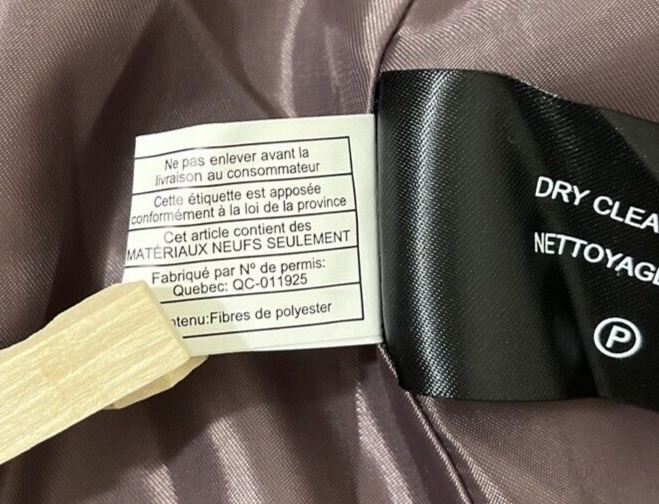 Ne pas enlever avant la
livraison au consommateur
Cette étiquette est apposée
conformément à la loi de la province
Cet article contient des
MATÉRIAUX NEUFS SEULEMENT
Fabriqué par Nº de permis:
Quebec: QC-011925
ntenu:Fibres de polyester
DRY CLEA
NETTOYAG
P